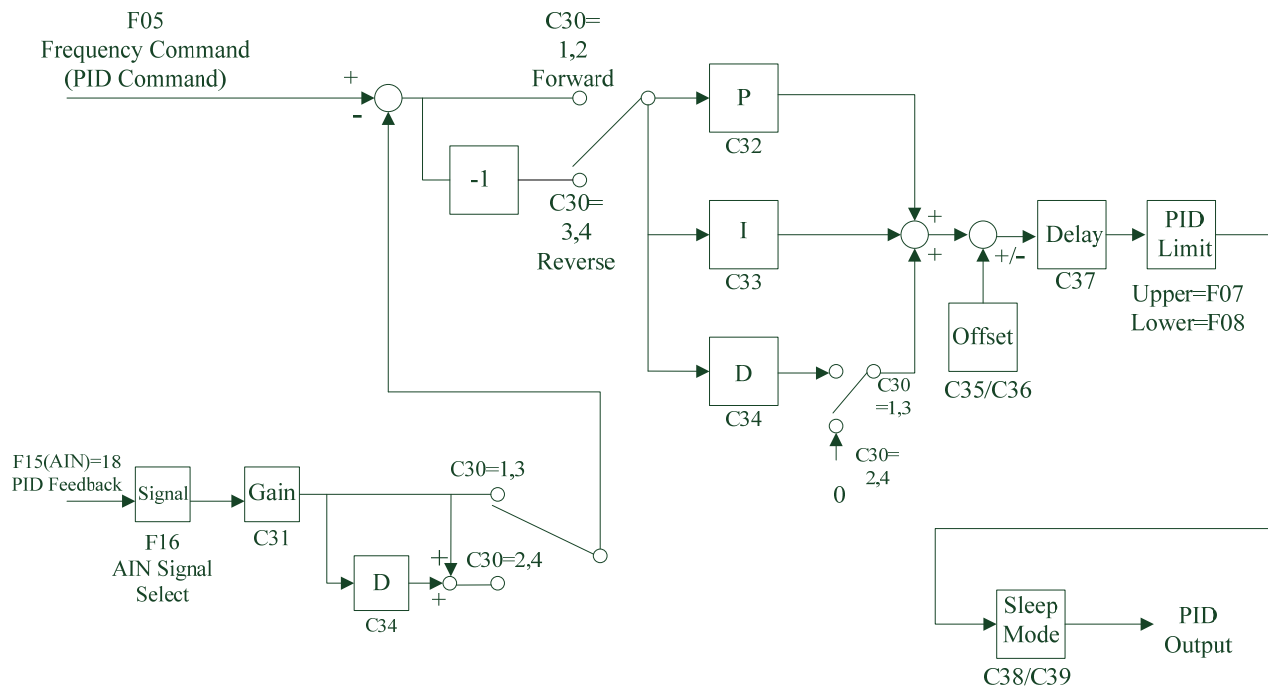 F05
Frequency Command
(PID Command)
+
-
C30=
1,2
Forward
-1
C30=
3,4
Reverse
P
C32
I
C33
D
C34
C30
=1,3
C30=
2,4
0
+
+
+/-
Offset
C35/C36
Delay
C37
PID
Limit
Upper=F07
Lower=F08
F15(AIN)=18
PID Feedback
Signal
F16
AIN Signal
Select
Gain
C31
C30=1,3
D
C34
+
+
C30=2,4
Sleep
Mode
C38/C39
PID
Output